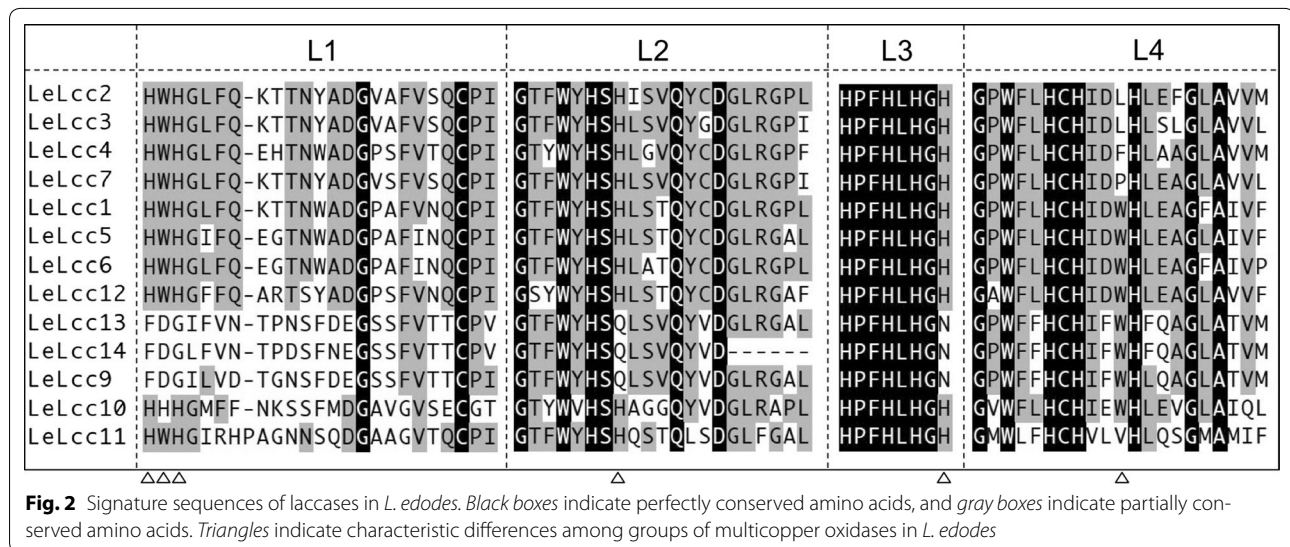 L1 L2 L3 L4
LeLcc2 HWHGLFQ-KTTNYADGVAFVSQCPI GTFWYHSHISVQYCDGLRGPL HPFHLHGH GPWFLHCHIDLHLEFGLAVVM
LeLcc3 HWHGLFQ-KTTNYADGVAFVSQCPI GTFWYHSHLSVQYGDGLRGPI HPFHLHGH GPWFLHCHIDLHLSLGLAVVL
LeLcc4 HWHGLFQ-EHTNWADGPSFVTQCPI GTYWYHSHLGVQYCDGLRGPF HPFHLHGH GPWFLHCHIDFHLAAGLAVVM
LeLcc7 HWHGLFQ-KTTNYADGVSFVSQCPI GTFWYHSHLSVQYCDGLRGPI HPFHLHGH GPWFLHCHIDPHLEAGLAVVL
LeLcc1 HWHGLFQ-KTTNWADGPAFVNQCPI GTFWYHSHLSTQYCDGLRGPL HPFHLHGH GPWFLHCHIDWHLEAGFAIVF
LeLcc5 HWHGIFQ-EGTNWADGPAFINQCPI GTFWYHSHLSTQYCDGLRGAL HPFHLHGH GPWFLHCHIDWHLEAGLAIVF
LeLcc6 HWHGLFQ-EGTNWADGPAFINQCPI GTFWYHSHLATQYCDGLRGPL HPFHLHGH GPWFLHCHIDWHLEAGFAIVP
LeLcc12 HWHGFFQ-ARTSYADGPSFVNQCPI GSYWYHSHLSTQYCDGLRGAF HPFHLHGH GAWFLHCHIDWHLEAGLAVVF
LeLcc13 FDGIFVN-TPNSFDEGSSFVTTCPV GTFWYHSQLSVQYVDGLRGAL HPFHLHGN GPWFFHCHIFWHFQAGLATVM
LeLcc14 FDGLFVN-TPDSFNEGSSFVTTCPV GTFWYHSQLSVQYVD------ HPFHLHGN GPWFFHCHIFWHFQAGLATVM
LeLcc9 FDGILVD-TGNSFDEGSSFVTTCPI GTFWYHSQLSVQYVDGLRGAL HPFHLHGN GPWFFHCHIFWHLQAGLATVM
LeLcc10 HHHGMFF-NKSSFMDGAVGVSECGT GTYWVHSHAGGQYVDGLRAPL HPFHLHGH GVWFLHCHIEWHLEVGLAIQL
LeLcc11 HWHGIRHPAGNNSQDGAAGVTQCPI GTFWYHSHQSTQLSDGLFGAL HPFHLHGH GMWLFHCHVLVHLQSGMAMIF
Fig. 2 Signature sequences of laccases in L. edodes. Black boxes indicate perfectly conserved amino acids, and gray boxes indicate partially con-
served amino acids. Triangles indicate characteristic differences among groups of multicopper oxidases in L. edodes